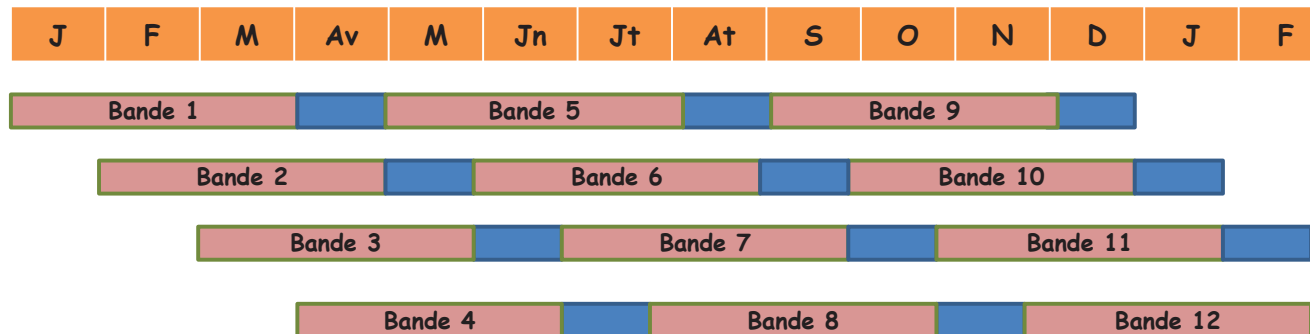 J F M Av M Jn Jt At S O N D J F
Bande 1 Bande 5 Bande 9
Bande 2 Bande 6 Bande 10
Bande 3 Bande 7 Bande 11
Bande 4 Bande 8 Bande 12